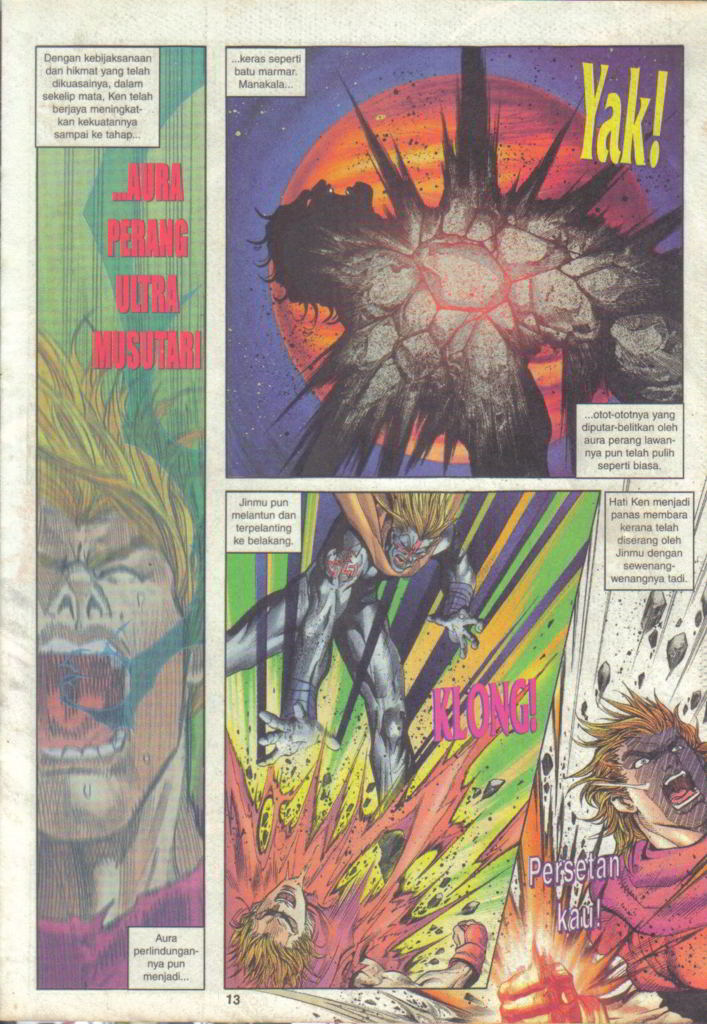 Dengan kebijaksanaan
dan hikmat yang telah
dikuasainya, dalam
sekelip mata, Ken telah
berjaya meningkat-
kan kekuatannya
sampai ke tahap...
...AURA
PERANG
ULTRA
MUSUTARI
Aura
perlindungan-
nya pun
menjadi...
...keras seperti
batu marmar.
Manakala...
Yak!
...otot-ototnya yang
diputar-belitkan oleh
aura perang lawan-
nya pun telah pulih
seperti biasa.
Jinmu pun
melantun dan
terpelanting
ke belakang.
KLONG!
Hati Ken menjadi
panas membara
kerana telah
diserang oleh
Jinmu dengan
sewenang-
wenangnya tadi.
Persetan
kau!
13